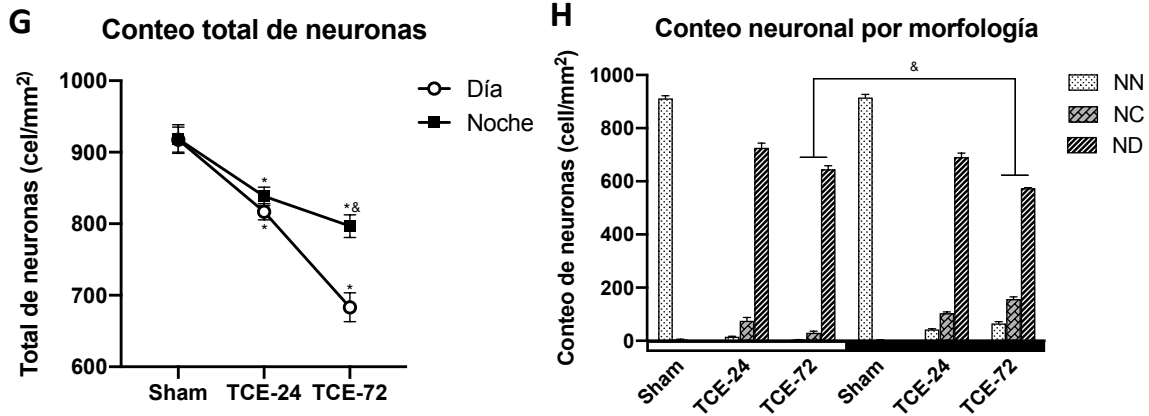 G
Conteo total de neuronas
Total de neuronas (cel/mm²)
1000
900
800
700
600
Día
Noche
*
*
*&
*
Sham TCE-24 TCE-72
H
Conteo neuronal por morfología
Conteo de neuronas (cell/mm²)
1000
800
600
400
200
0
&
NN
NC
ND
Sham
TCE-24
TCE-72
Sham
TCE-24
TCE-72